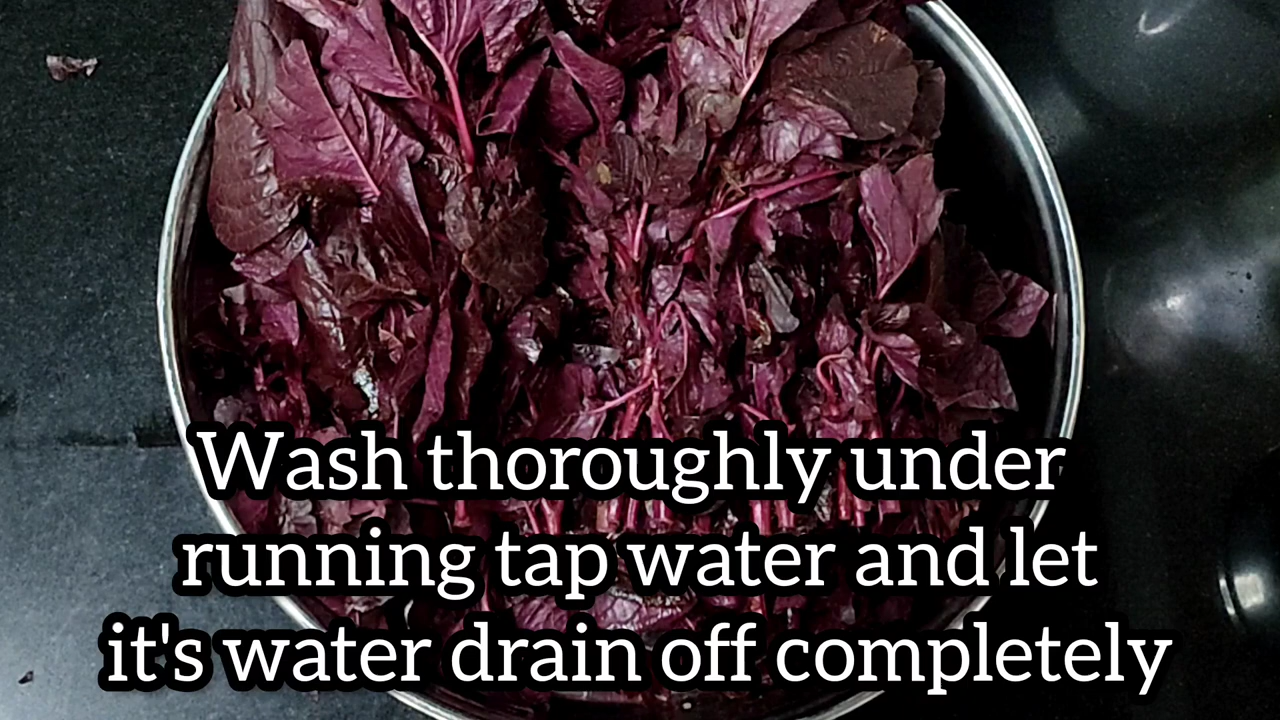 Wash thoroughly under
running tap water and let
it's water drain off completely